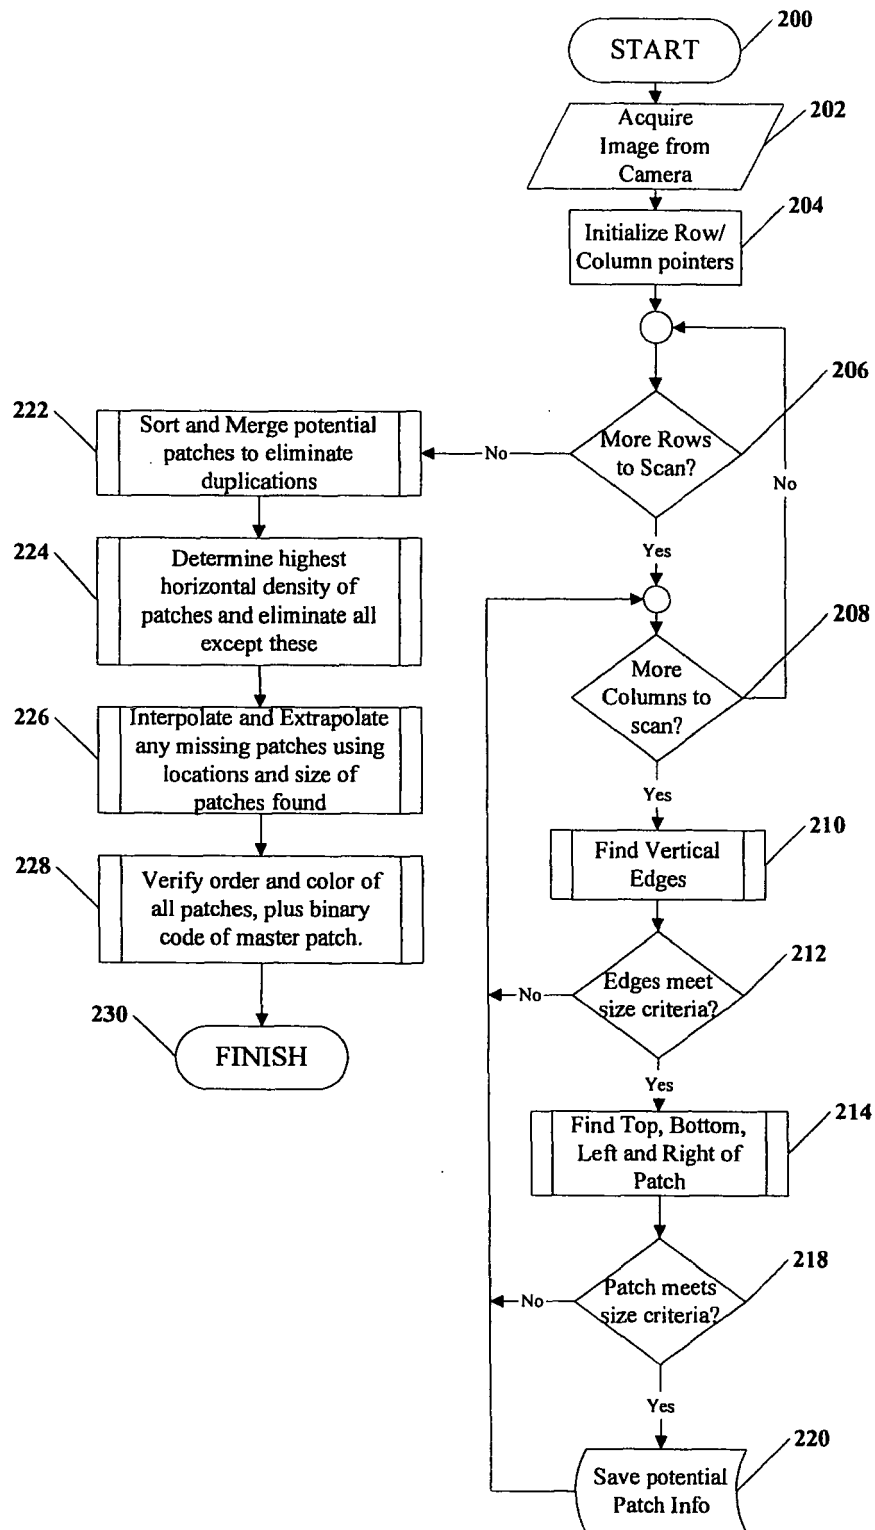 START
200
Acquire
Image from
Camera
202
Initialize Row/
Column pointers
204
More Rows
to Scan?
206
No
Yes
More
Columns to
scan?
208
No
Yes
Find Vertical
Edges
210
Edges meet
size criteria?
212
No
Yes
Find Top, Bottom,
Left and Right of
Patch
214
Patch meets
size criteria?
218
No
Yes
Save potential
Patch Info
220
222
Sort and Merge potential
patches to eliminate
duplications
224
Determine highest
horizontal density of
patches and eliminate all
except these
226
Interpolate and Extrapolate
any missing patches using
locations and size of
patches found
228
Verify order and color of
all patches, plus binary
code of master patch.
230
FINISH